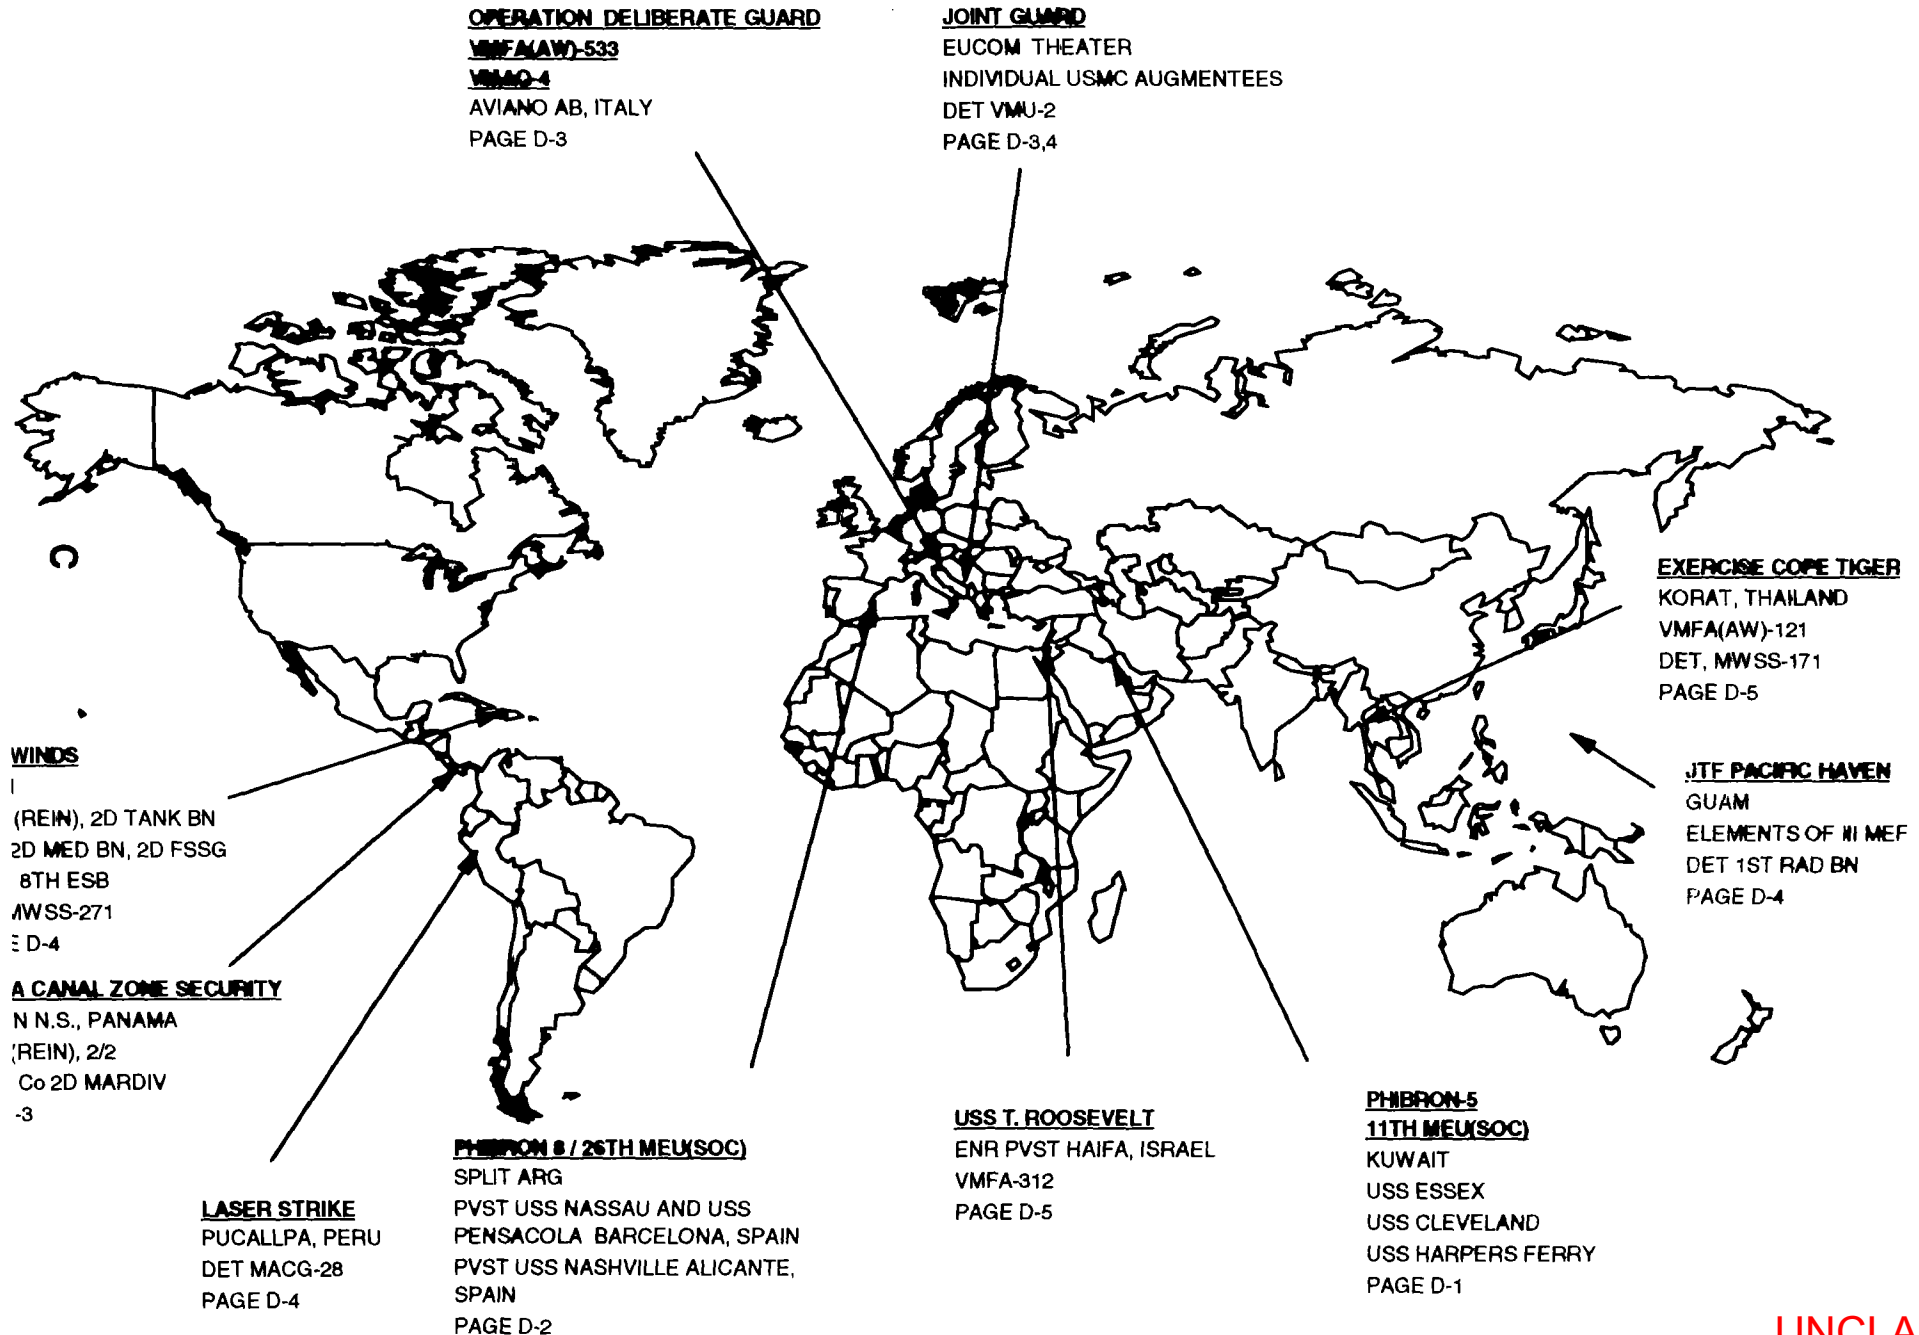 OPERATION DELIBERATE GUARD
VMFA(AW)-533
VMAQ-4
AVIANO AB, ITALY
PAGE D-3
JOINT GUARD
EUCOM THEATER
INDIVIDUAL USMC AUGMENTEES
DET VMU-2
PAGE D-3,4
C
EXERCISE COPE TIGER
KORAT, THAILAND
VMFA(AW)-121
DET, MWSS-171
PAGE D-5
JTF PACIFIC HAVEN
GUAM
ELEMENTS OF III MEF
DET 1ST RAD BN
PAGE D-4
WINDS
(REIN), 2D TANK BN
2D MED BN, 2D FSSG
8TH ESB
MWSS-271
E D-4
A CANAL ZONE SECURITY
N N.S., PANAMA
(REIN), 2/2
Co 2D MARDIV
-3
LASER STRIKE
PUCALLPA, PERU
DET MACG-28
PAGE D-4
PHIBRON 8 / 26TH MEU(SOC)
SPLIT ARG
PVST USS NASSAU AND USS
PENSACOLA BARCELONA, SPAIN
PVST USS NASHVILLE ALICANTE,
SPAIN
PAGE D-2
USS T. ROOSEVELT
ENR PVST HAIFA, ISRAEL
VMFA-312
PAGE D-5
PHIBRON-5
11TH MEU(SOC)
KUWAIT
USS ESSEX
USS CLEVELAND
USS HARPERS FERRY
PAGE D-1
UNCLA